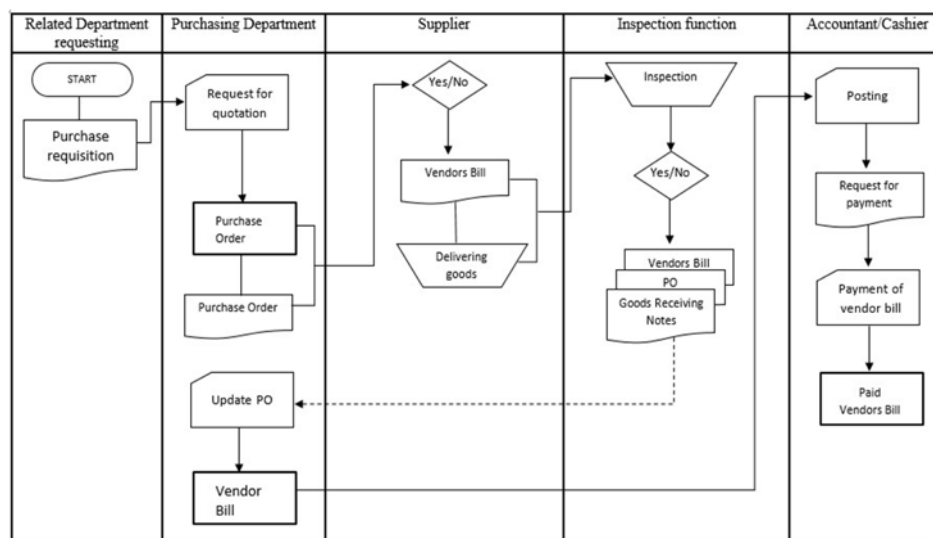 Related Department
requesting
Purchasing Department
Supplier
Inspection function
Accountant/Cashier
START
Purchase
requisition
Request for
quotation
Purchase
Order
Purchase Order
Update PO
Vendor
Bill
Yes/No
Vendors Bill
Delivering
goods
Inspection
Yes/No
Vendors Bill
PO
Goods Receiving
Notes
Posting
Request for
payment
Payment of
vendor bill
Paid
Vendors Bill